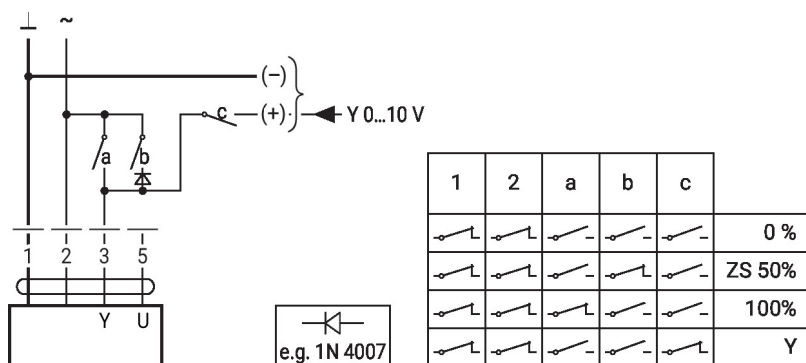 ⊥ ~
(–)
c (+) Y 0...10 V
a b
1 2 3 5
Y U
e.g. 1N 4007
1 2 a b c
0 %
ZS 50%
100%
Y